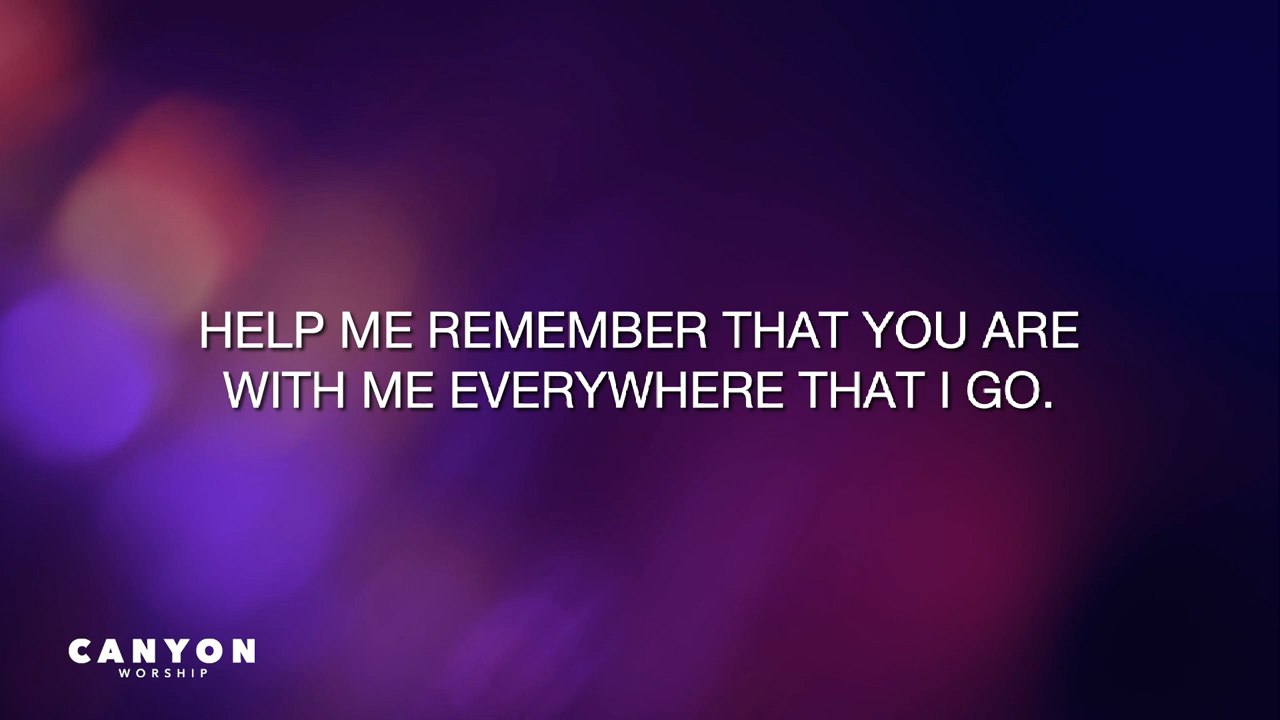 HELP ME REMEMBER THAT YOU ARE
WITH ME EVERYWHERE THAT I GO.
CANYON
WORSHIP